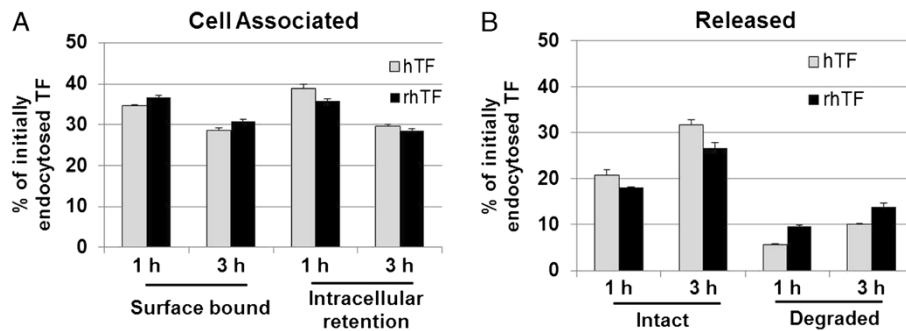 A
Cell Associated
% of initially
endocytosed TF
50
40
30
20
10
0
hTF
rhTF
1 h
3 h
1 h
3 h
Surface bound
Intracellular
retention
B
Released
% of initially
endocytosed TF
50
40
30
20
10
0
hTF
rhTF
1 h
3 h
1 h
3 h
Intact
Degraded